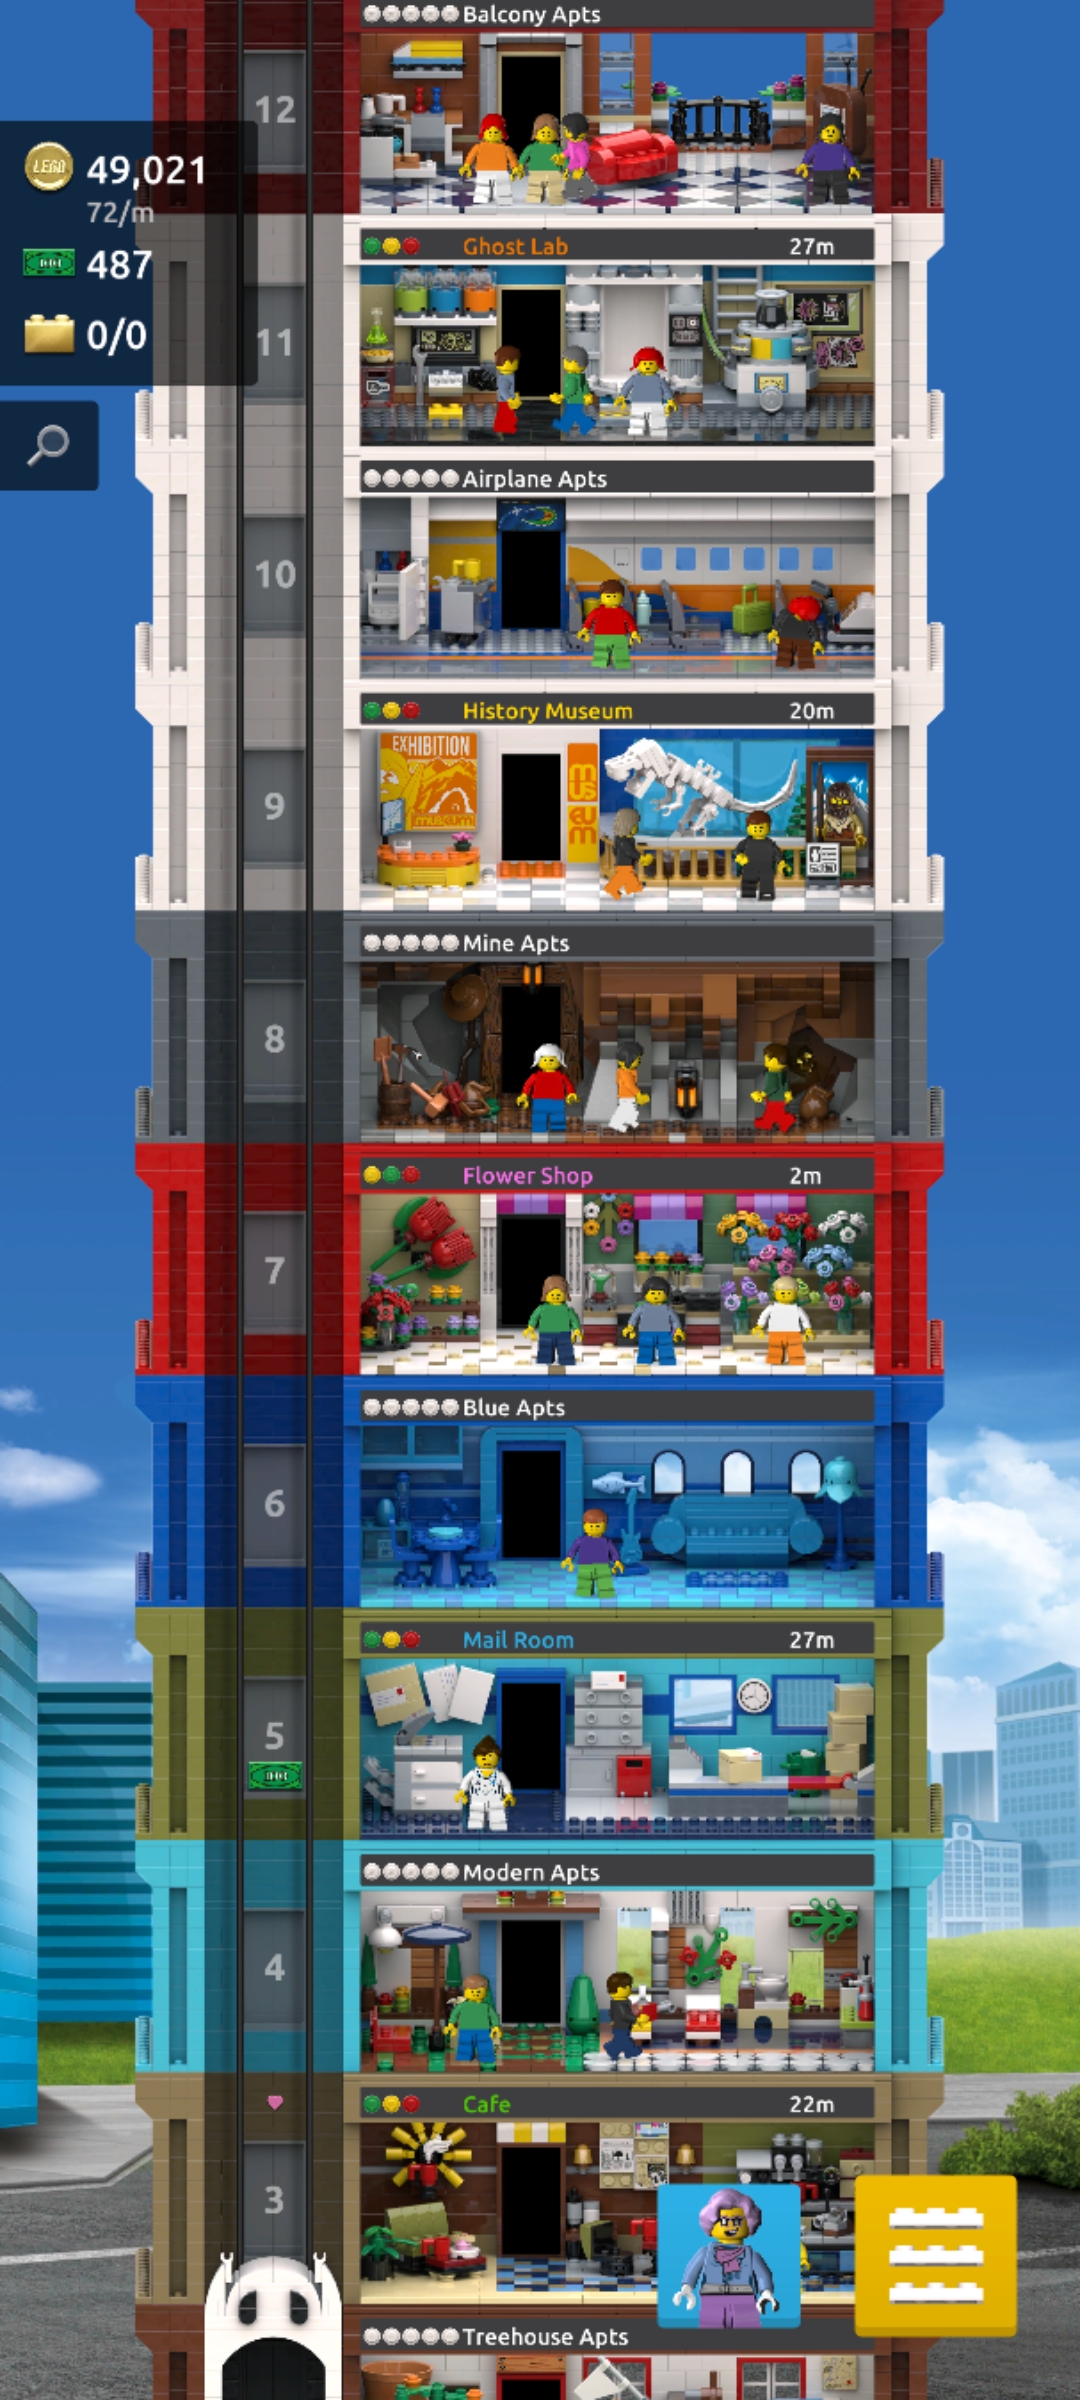 Balcony Apts
12
LEGO 49,021
72/m
487
0/0
Ghost Lab 27m
11
Airplane Apts
10
History Museum 20m
EXHIBITION
museum
museum
9
Mine Apts
8
Flower Shop 2m
7
Blue Apts
6
Mail Room 27m
5
Modern Apts
4
Cafe 22m
3
Treehouse Apts